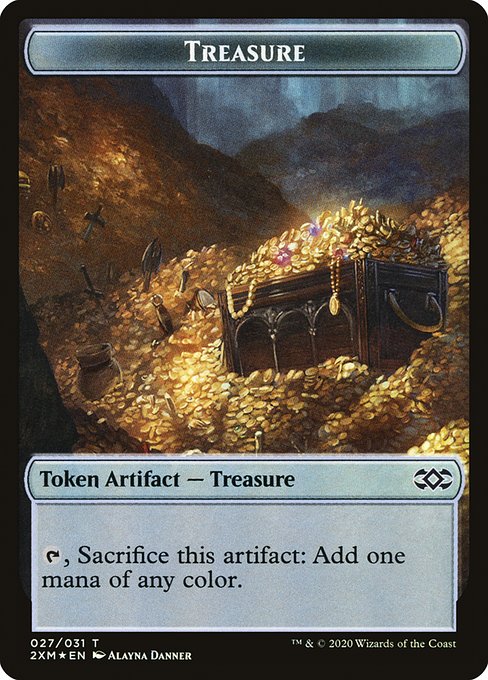 Treasure
Token Artifact — Treasure
, Sacrifice this artifact: Add one
mana of any color.
027/031 T
™ & © 2020 Wizards of the Coast
2XM★EN Alayna Danner